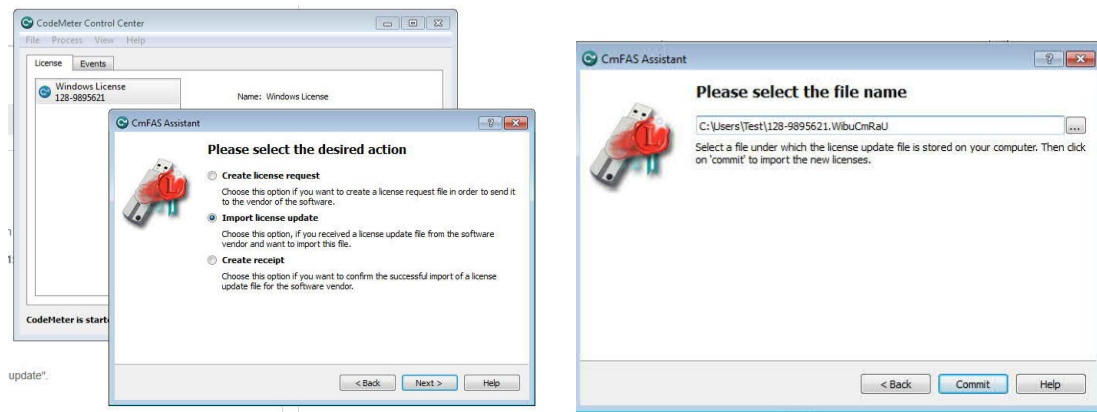 CodeMeter Control Center
File Process View Help
License Events
Windows License
128-9895621
Name: Windows License
CmFAS Assistant
Please select the desired action
Create license request
Choose this option if you want to create a license request file in order to send it
to the vendor of the software.
Import license update
Choose this option, if you received a license update file from the software
vendor and want to import this file.
Create receipt
Choose this option if you want to confirm the successful import of a license
update file for the software vendor.
CodeMeter is starte
< Back Next > Help
update".
CmFAS Assistant
Please select the file name
C:\Users\Test\128-9895621.WibuCmRaU
...
Select a file under which the license update file is stored on your computer. Then click
on 'commit' to import the new licenses.
< Back Commit Help